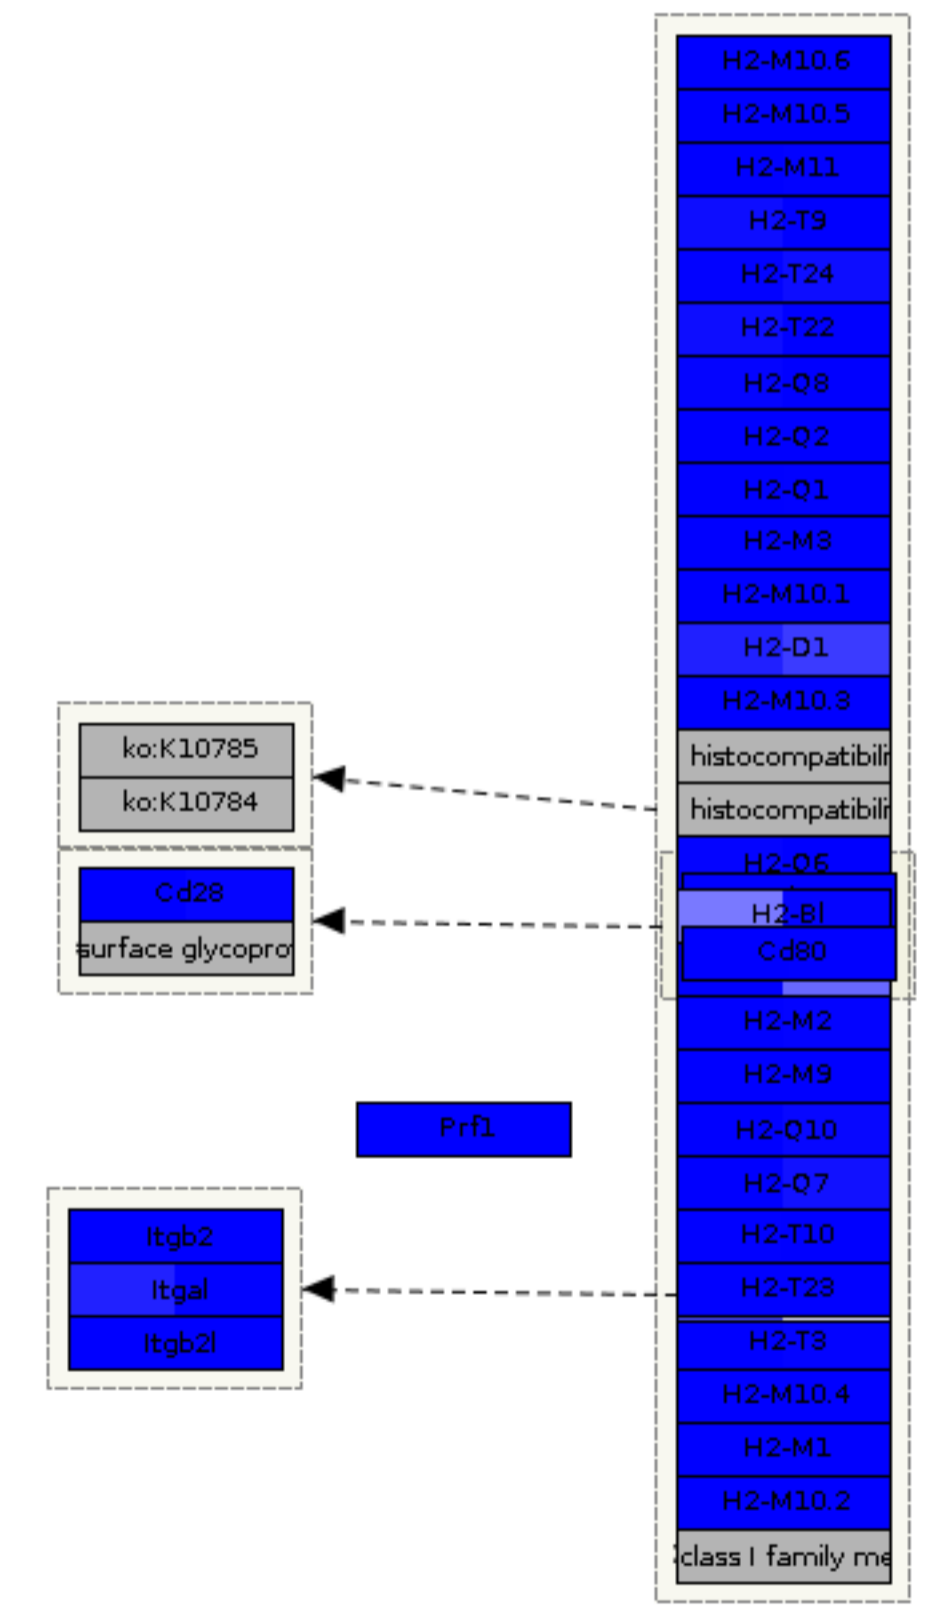 H2-M10.6
H2-M10.5
H2-M11
H2-T9
H2-T24
H2-T22
H2-Q8
H2-Q2
H2-Q1
H2-M3
H2-M10.1
H2-D1
H2-M10.3
histocompatibili
histocompatibili
H2-Q6
H2-Bl
Cd80
H2-M2
H2-M9
H2-Q10
H2-Q7
H2-T10
H2-T23
H2-T3
H2-M10.4
H2-M1
H2-M10.2
class I family me
ko:K10785
ko:K10784
Cd28
surface glycopro
Prf1
Itgb2
Itgal
Itgb2l